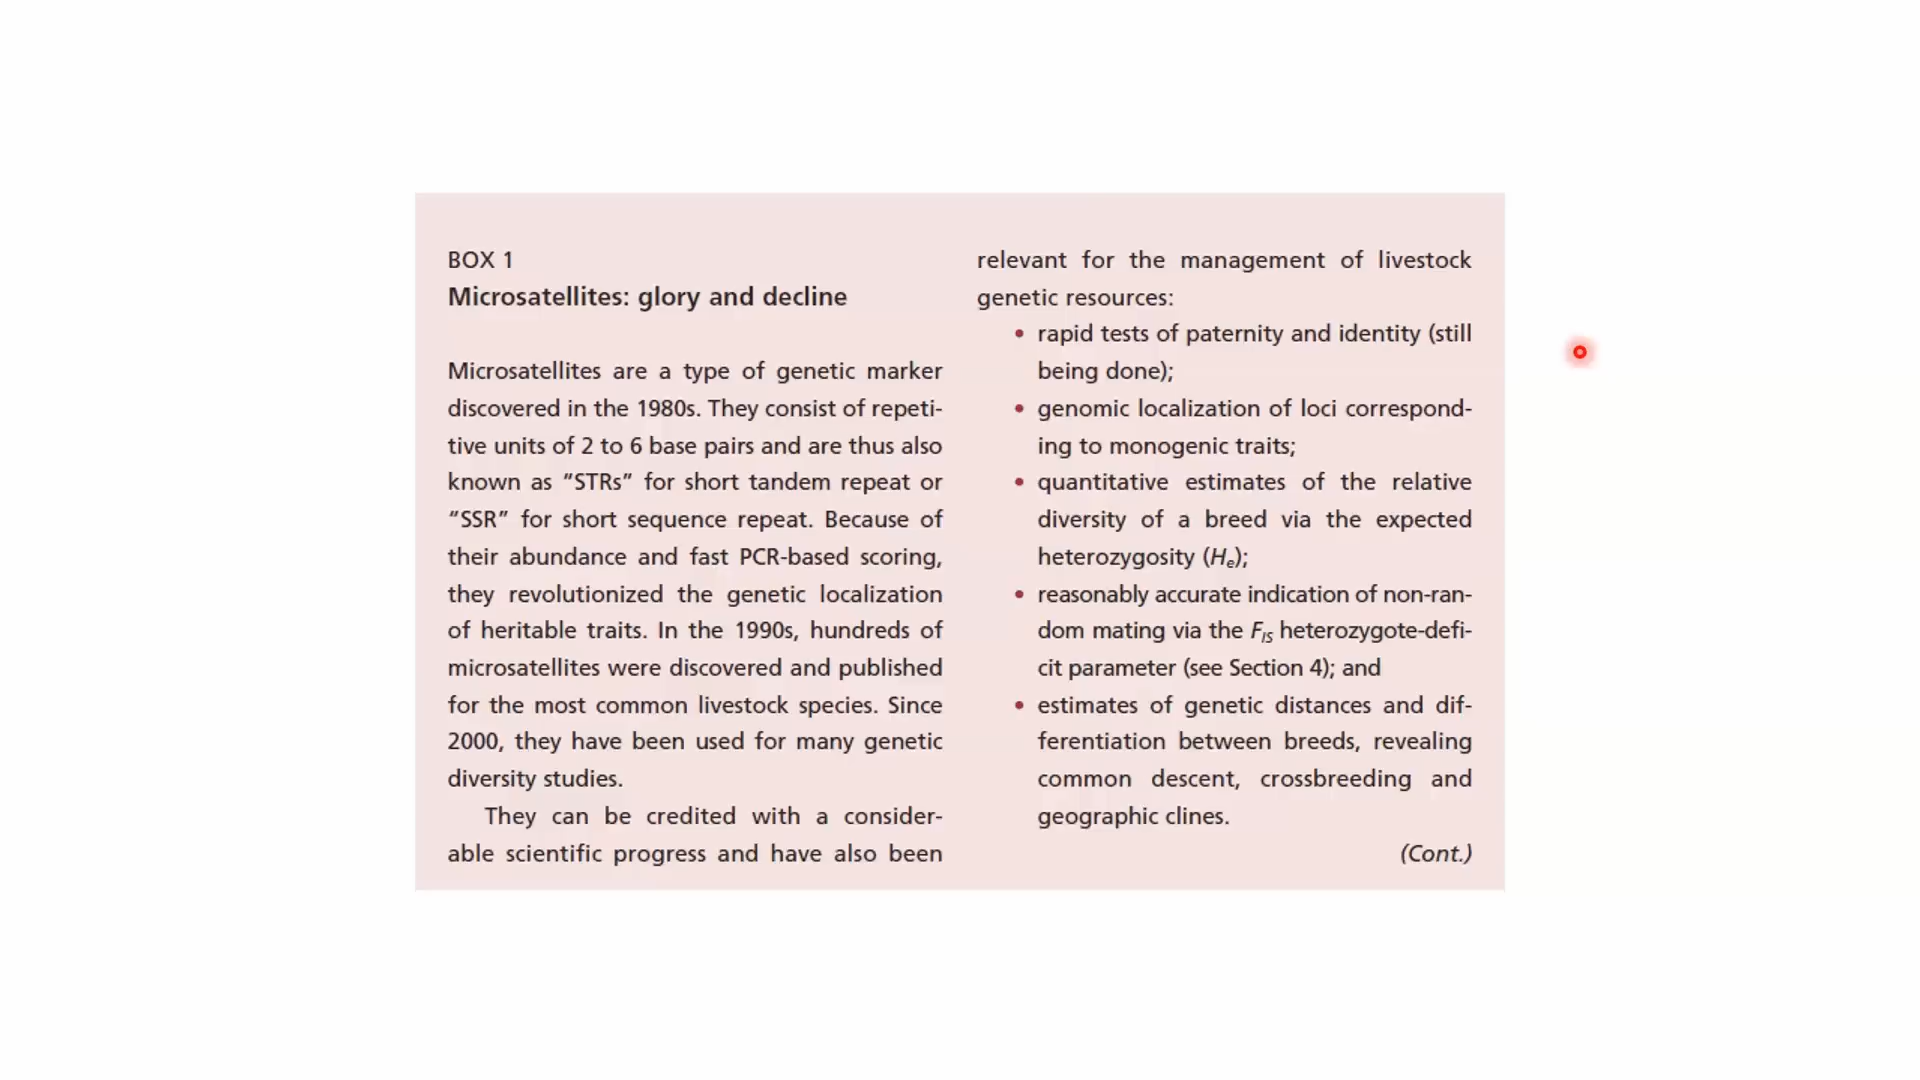 BOX 1
Microsatellites: glory and decline
Microsatellites are a type of genetic marker
discovered in the 1980s. They consist of repeti-
tive units of 2 to 6 base pairs and are thus also
known as “STRs” for short tandem repeat or
“SSR” for short sequence repeat. Because of
their abundance and fast PCR-based scoring,
they revolutionized the genetic localization
of heritable traits. In the 1990s, hundreds of
microsatellites were discovered and published
for the most common livestock species. Since
2000, they have been used for many genetic
diversity studies.
They can be credited with a consider-
able scientific progress and have also been
relevant for the management of livestock
genetic resources:
• rapid tests of paternity and identity (still
being done);
• genomic localization of loci correspond-
ing to monogenic traits;
• quantitative estimates of the relative
diversity of a breed via the expected
heterozygosity (He);
• reasonably accurate indication of non-ran-
dom mating via the FIS heterozygote-defi-
cit parameter (see Section 4); and
• estimates of genetic distances and dif-
ferentiation between breeds, revealing
common descent, crossbreeding and
geographic clines.
(Cont.)